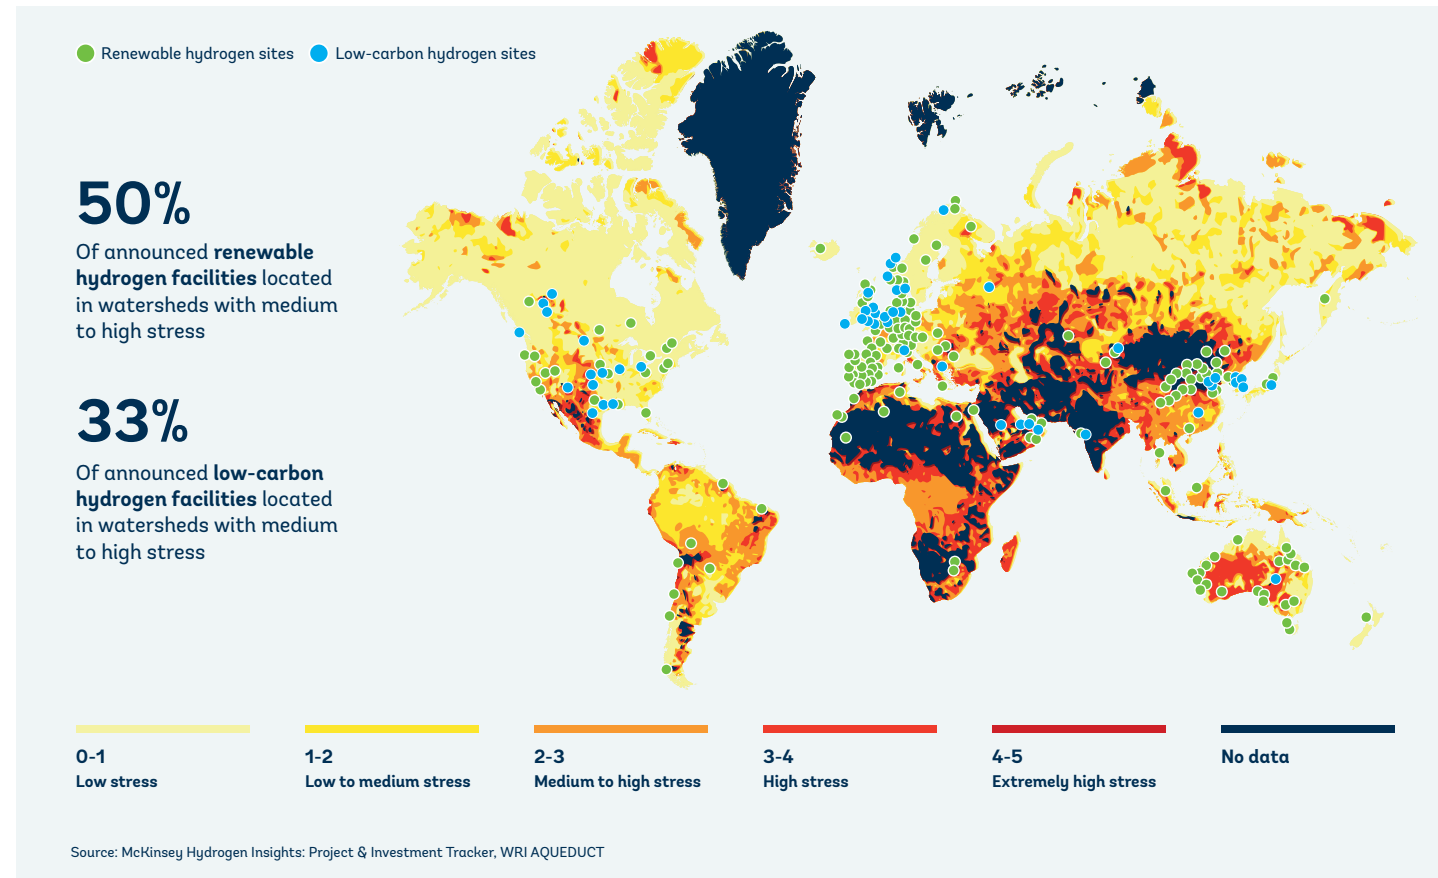 Renewable hydrogen sites
Low-carbon hydrogen sites
50%
Of announced renewable
hydrogen facilities located
in watersheds with medium
to high stress
33%
Of announced low-carbon
hydrogen facilities located
in watersheds with medium
to high stress
0-1
Low stress
1-2
Low to medium stress
2-3
Medium to high stress
3-4
High stress
4-5
Extremely high stress
No data
Source: McKinsey Hydrogen Insights: Project & Investment Tracker, WRI AQUEDUCT